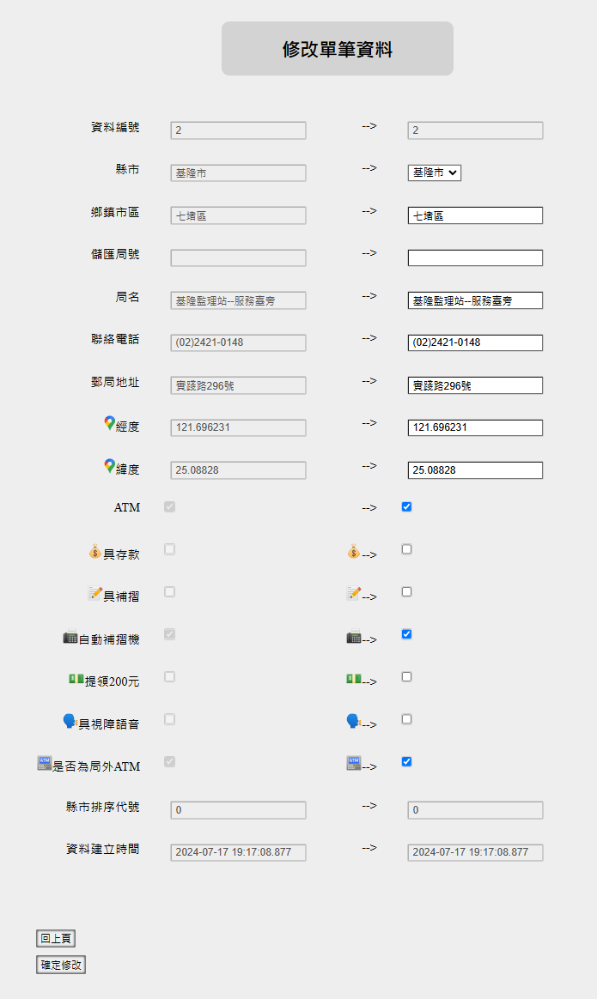 修改單筆資料
資料編號 2 --> 2
縣市 基隆市 --> 基隆市
鄉鎮市區 七堵區 --> 七堵區
儲匯局號 -->
局名 基隆監理站--服務臺旁 --> 基隆監理站--服務臺旁
聯絡電話 (02)2421-0148 --> (02)2421-0148
郵局地址 實踐路296號 --> 實踐路296號
經度 121.696231 --> 121.696231
緯度 25.08828 --> 25.08828
ATM -->
具存款 -->
具補摺 -->
自動補摺機 -->
提領200元 -->
具視障語音 -->
是否為局外ATM -->
縣市排序代號 0 --> 0
資料建立時間 2024-07-17 19:17:08.877 --> 2024-07-17 19:17:08.877
回上頁
確定修改